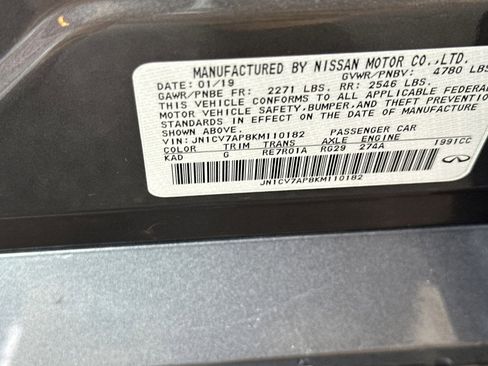 MANUFACTURED BY NISSAN MOTOR CO.,LTD.
DATE: 01/19 GVWR/PNBV: 4780 LBS
GAWR/PNBE FR: 2271 LBS. RR: 2546 LBS.
THIS VEHICLE CONFORMS TO ALL APPLICABLE FEDERAL
MOTOR VEHICLE SAFETY,BUMPER,AND THEFT PREVENTION
STANDARDS IN EFFECT ON THE DATE OF MANUFACTURE
SHOWN ABOVE.
VIN: JN1CV7AP8KM110182 PASSENGER CAR
COLOR TRIM TRANS AXLE ENGINE
KAD G RE7R01A RG29 274A 1991CC
JN1CV7AP8KM110182